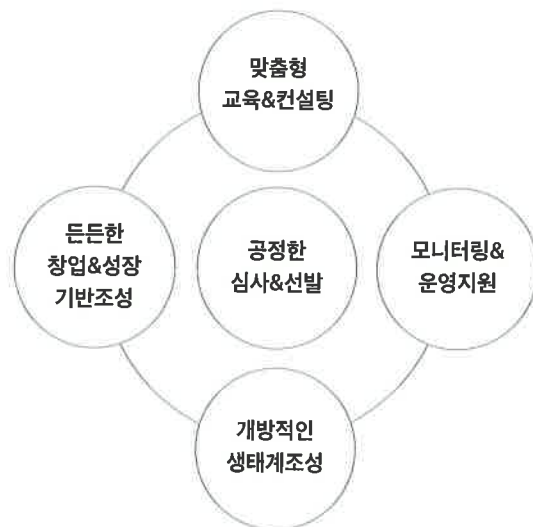 맞춤형
교육&컨설팅
든든한
창업&성장
기반조성
공정한
심사&선발
모니터링&
운영지원
개방적인
생태계조성